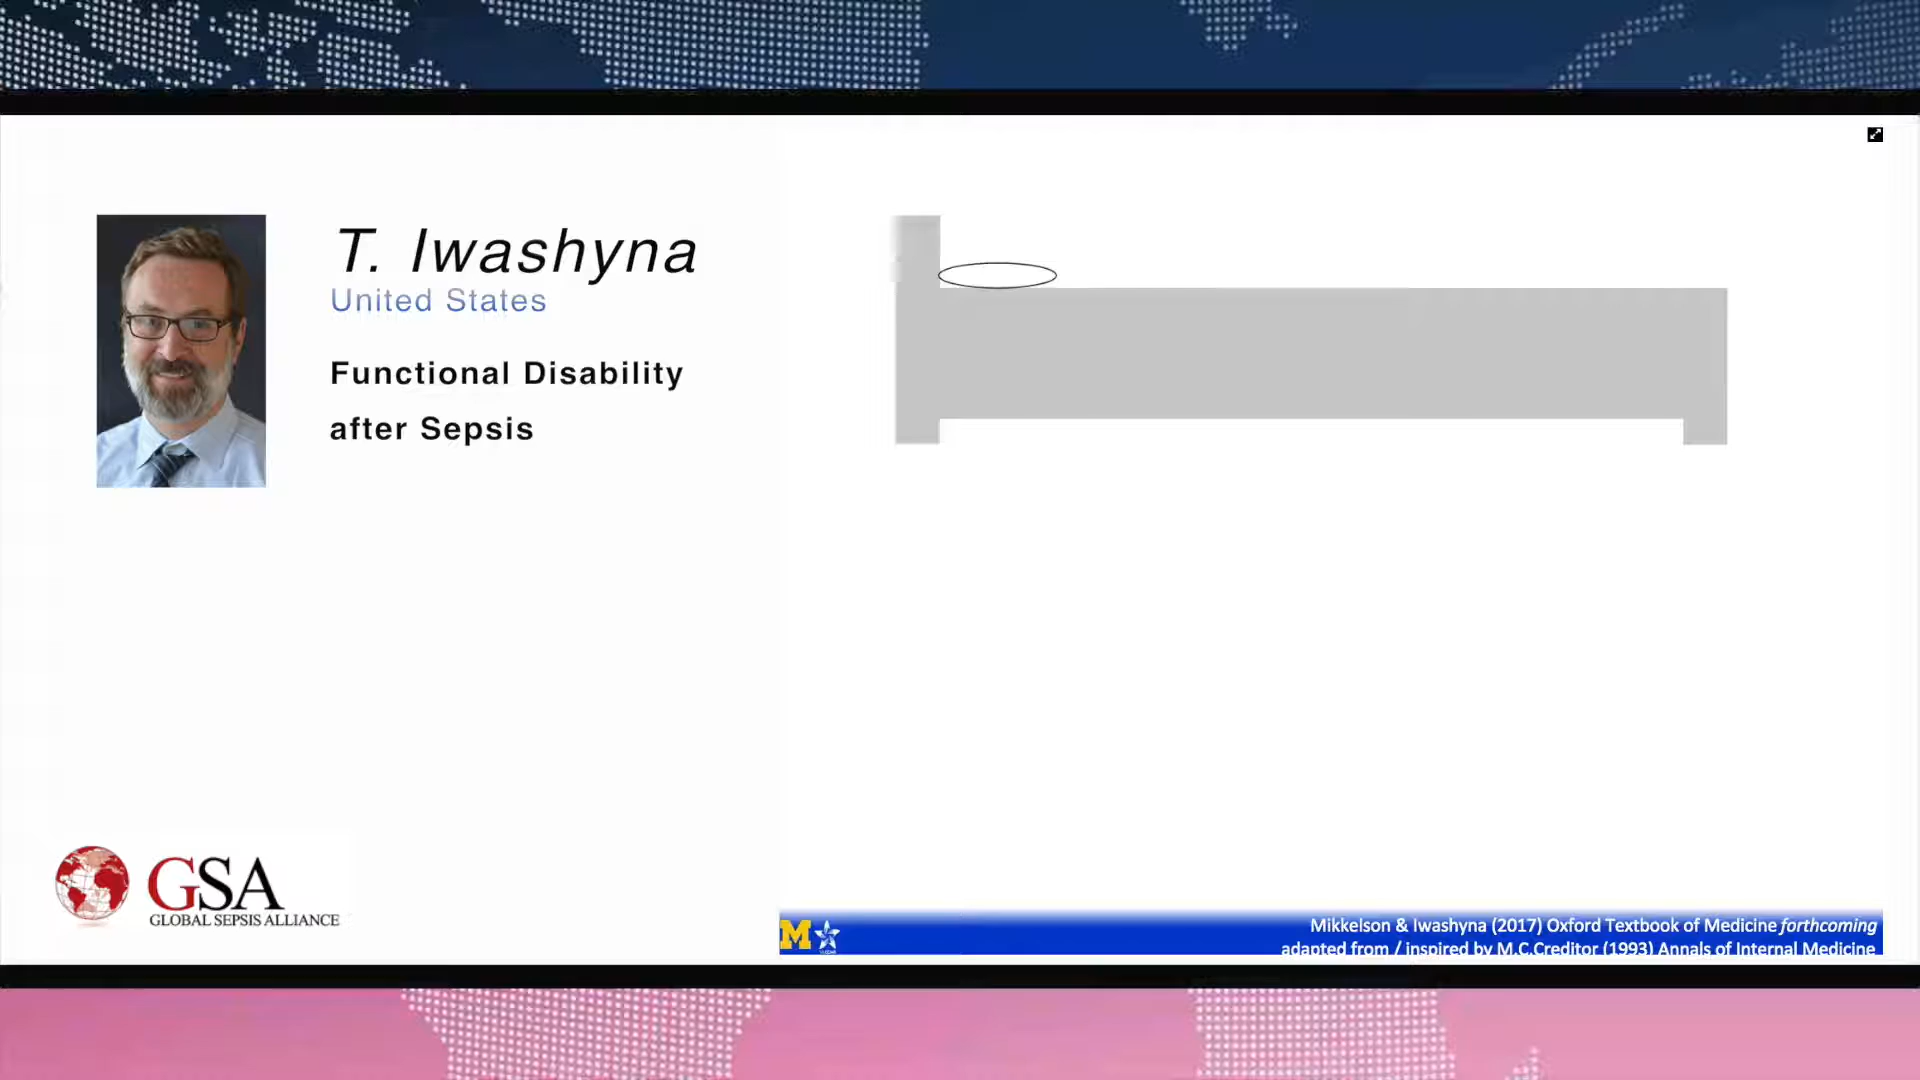 T. Iwashyna
United States
Functional Disability
after Sepsis
GSA
GLOBAL SEPSIS ALLIANCE
M
Mikkelson & Iwashyna (2017) Oxford Textbook of Medicine forthcoming
adapted from / inspired by M.C.Creditor (1993) Annals of Internal Medicine